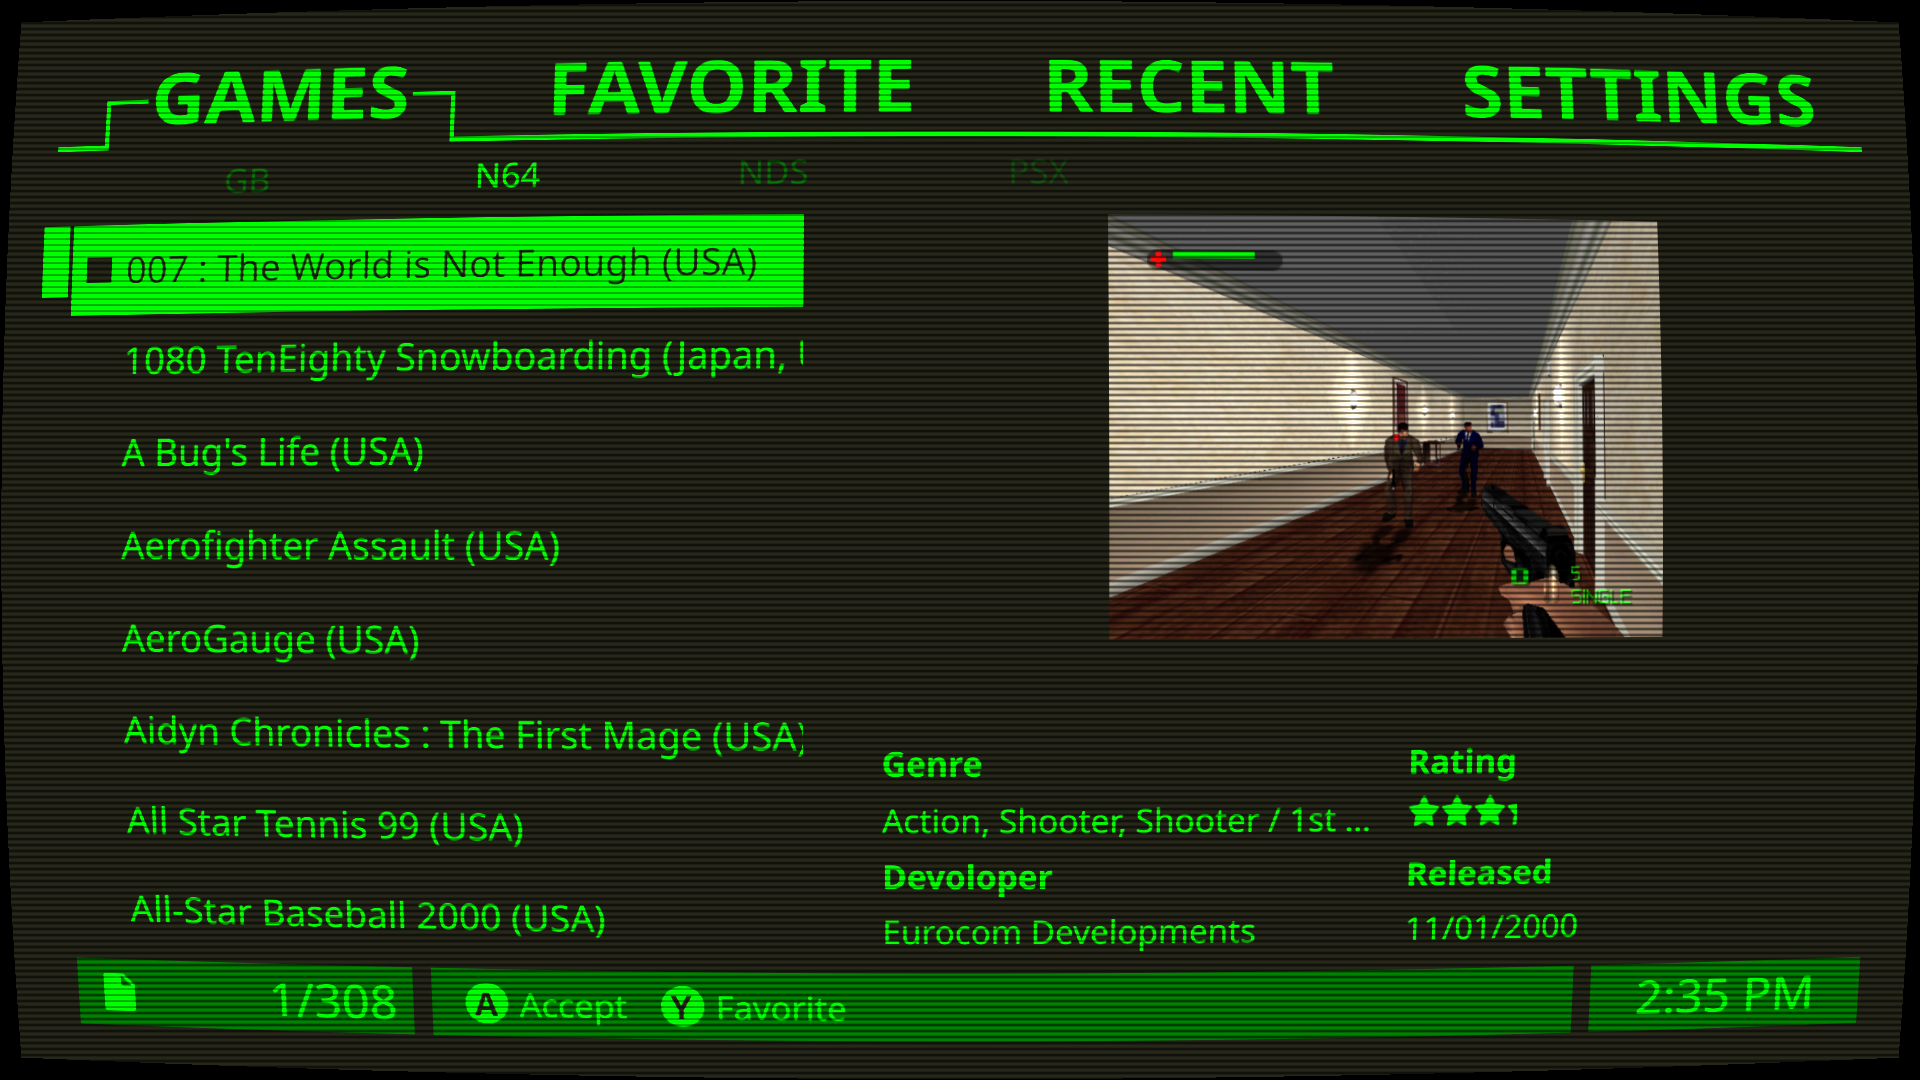 GAMES FAVORITE RECENT SETTINGS
GB N64 NDS PSX
007 : The World is Not Enough (USA)
1080 TenEighty Snowboarding (Japan,
A Bug's Life (USA)
Aerofighter Assault (USA)
AeroGauge (USA)
Aidyn Chronicles : The First Mage (USA)
All Star Tennis 99 (USA)
All-Star Baseball 2000 (USA)
5
SINGLE
Genre
Action, Shooter, Shooter / 1st ...
Rating
Devoloper
Eurocom Developments
Released
11/01/2000
1/308
A Accept Y Favorite
2:35 PM